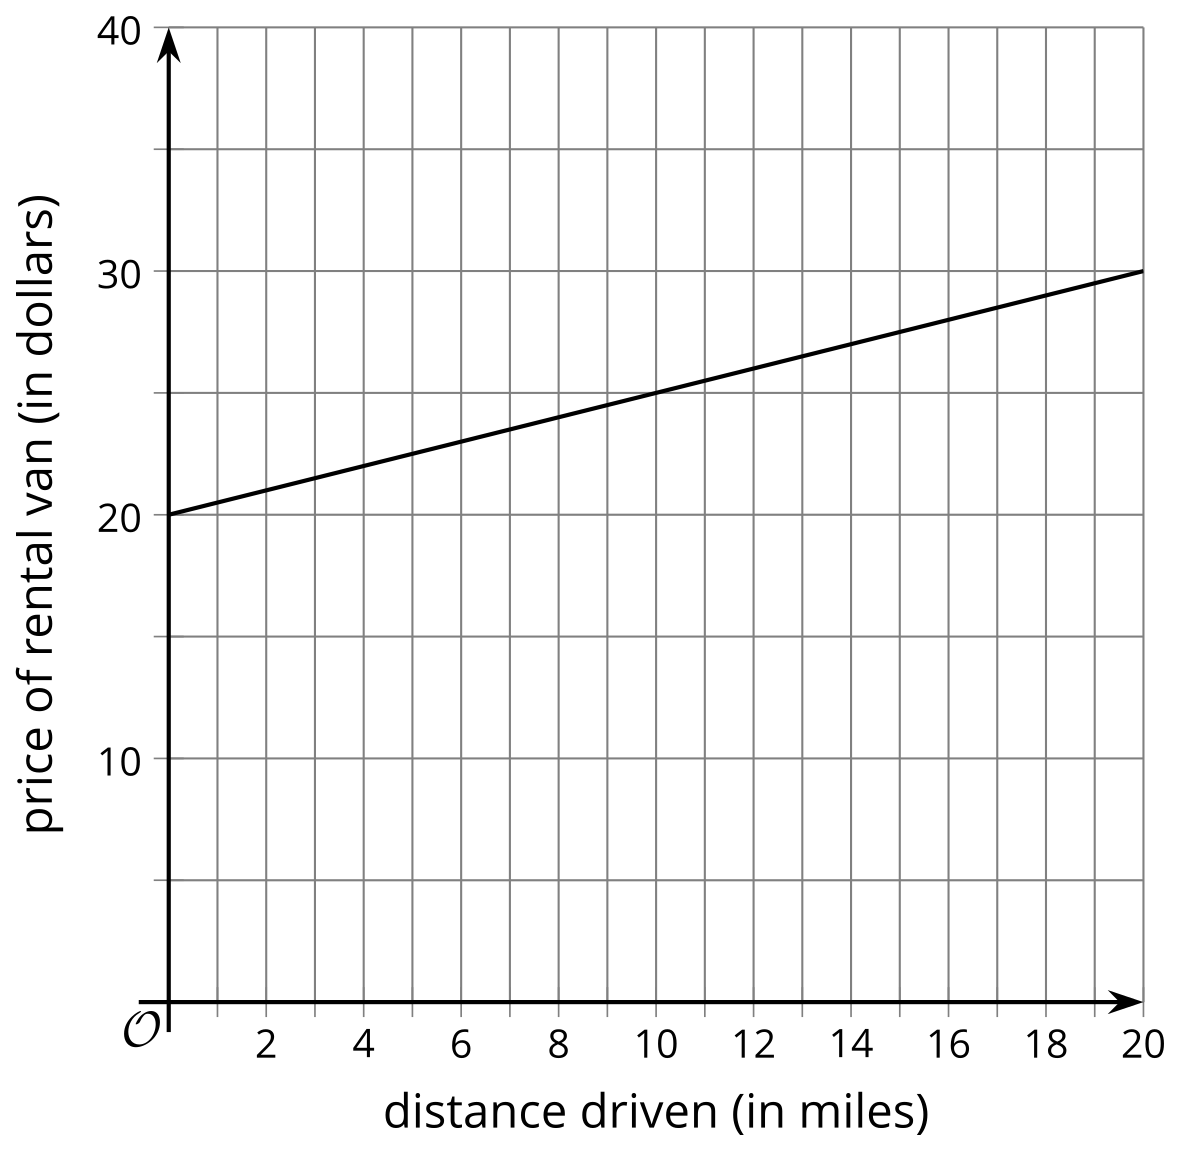 40
30
20
10
price of rental van (in dollars)
O
2 4 6 8 10 12 14 16 18 20
distance driven (in miles)